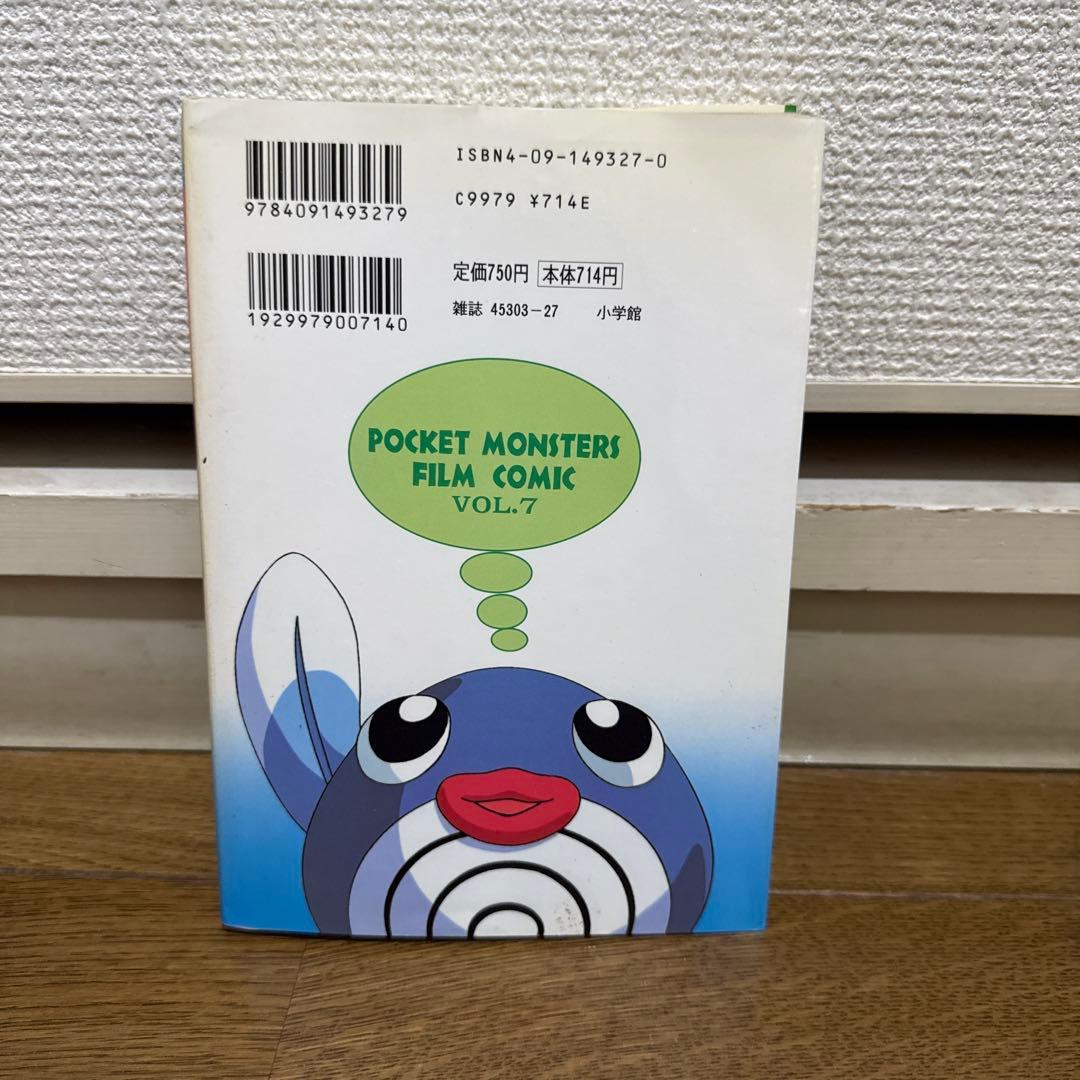 ISBN4-09-149327-0
9784091493279
C9979 ¥714E
定価750円 本体714円
1929979007140
雑誌 45303-27 小学館
POCKET MONSTERS
FILM COMIC
VOL.7